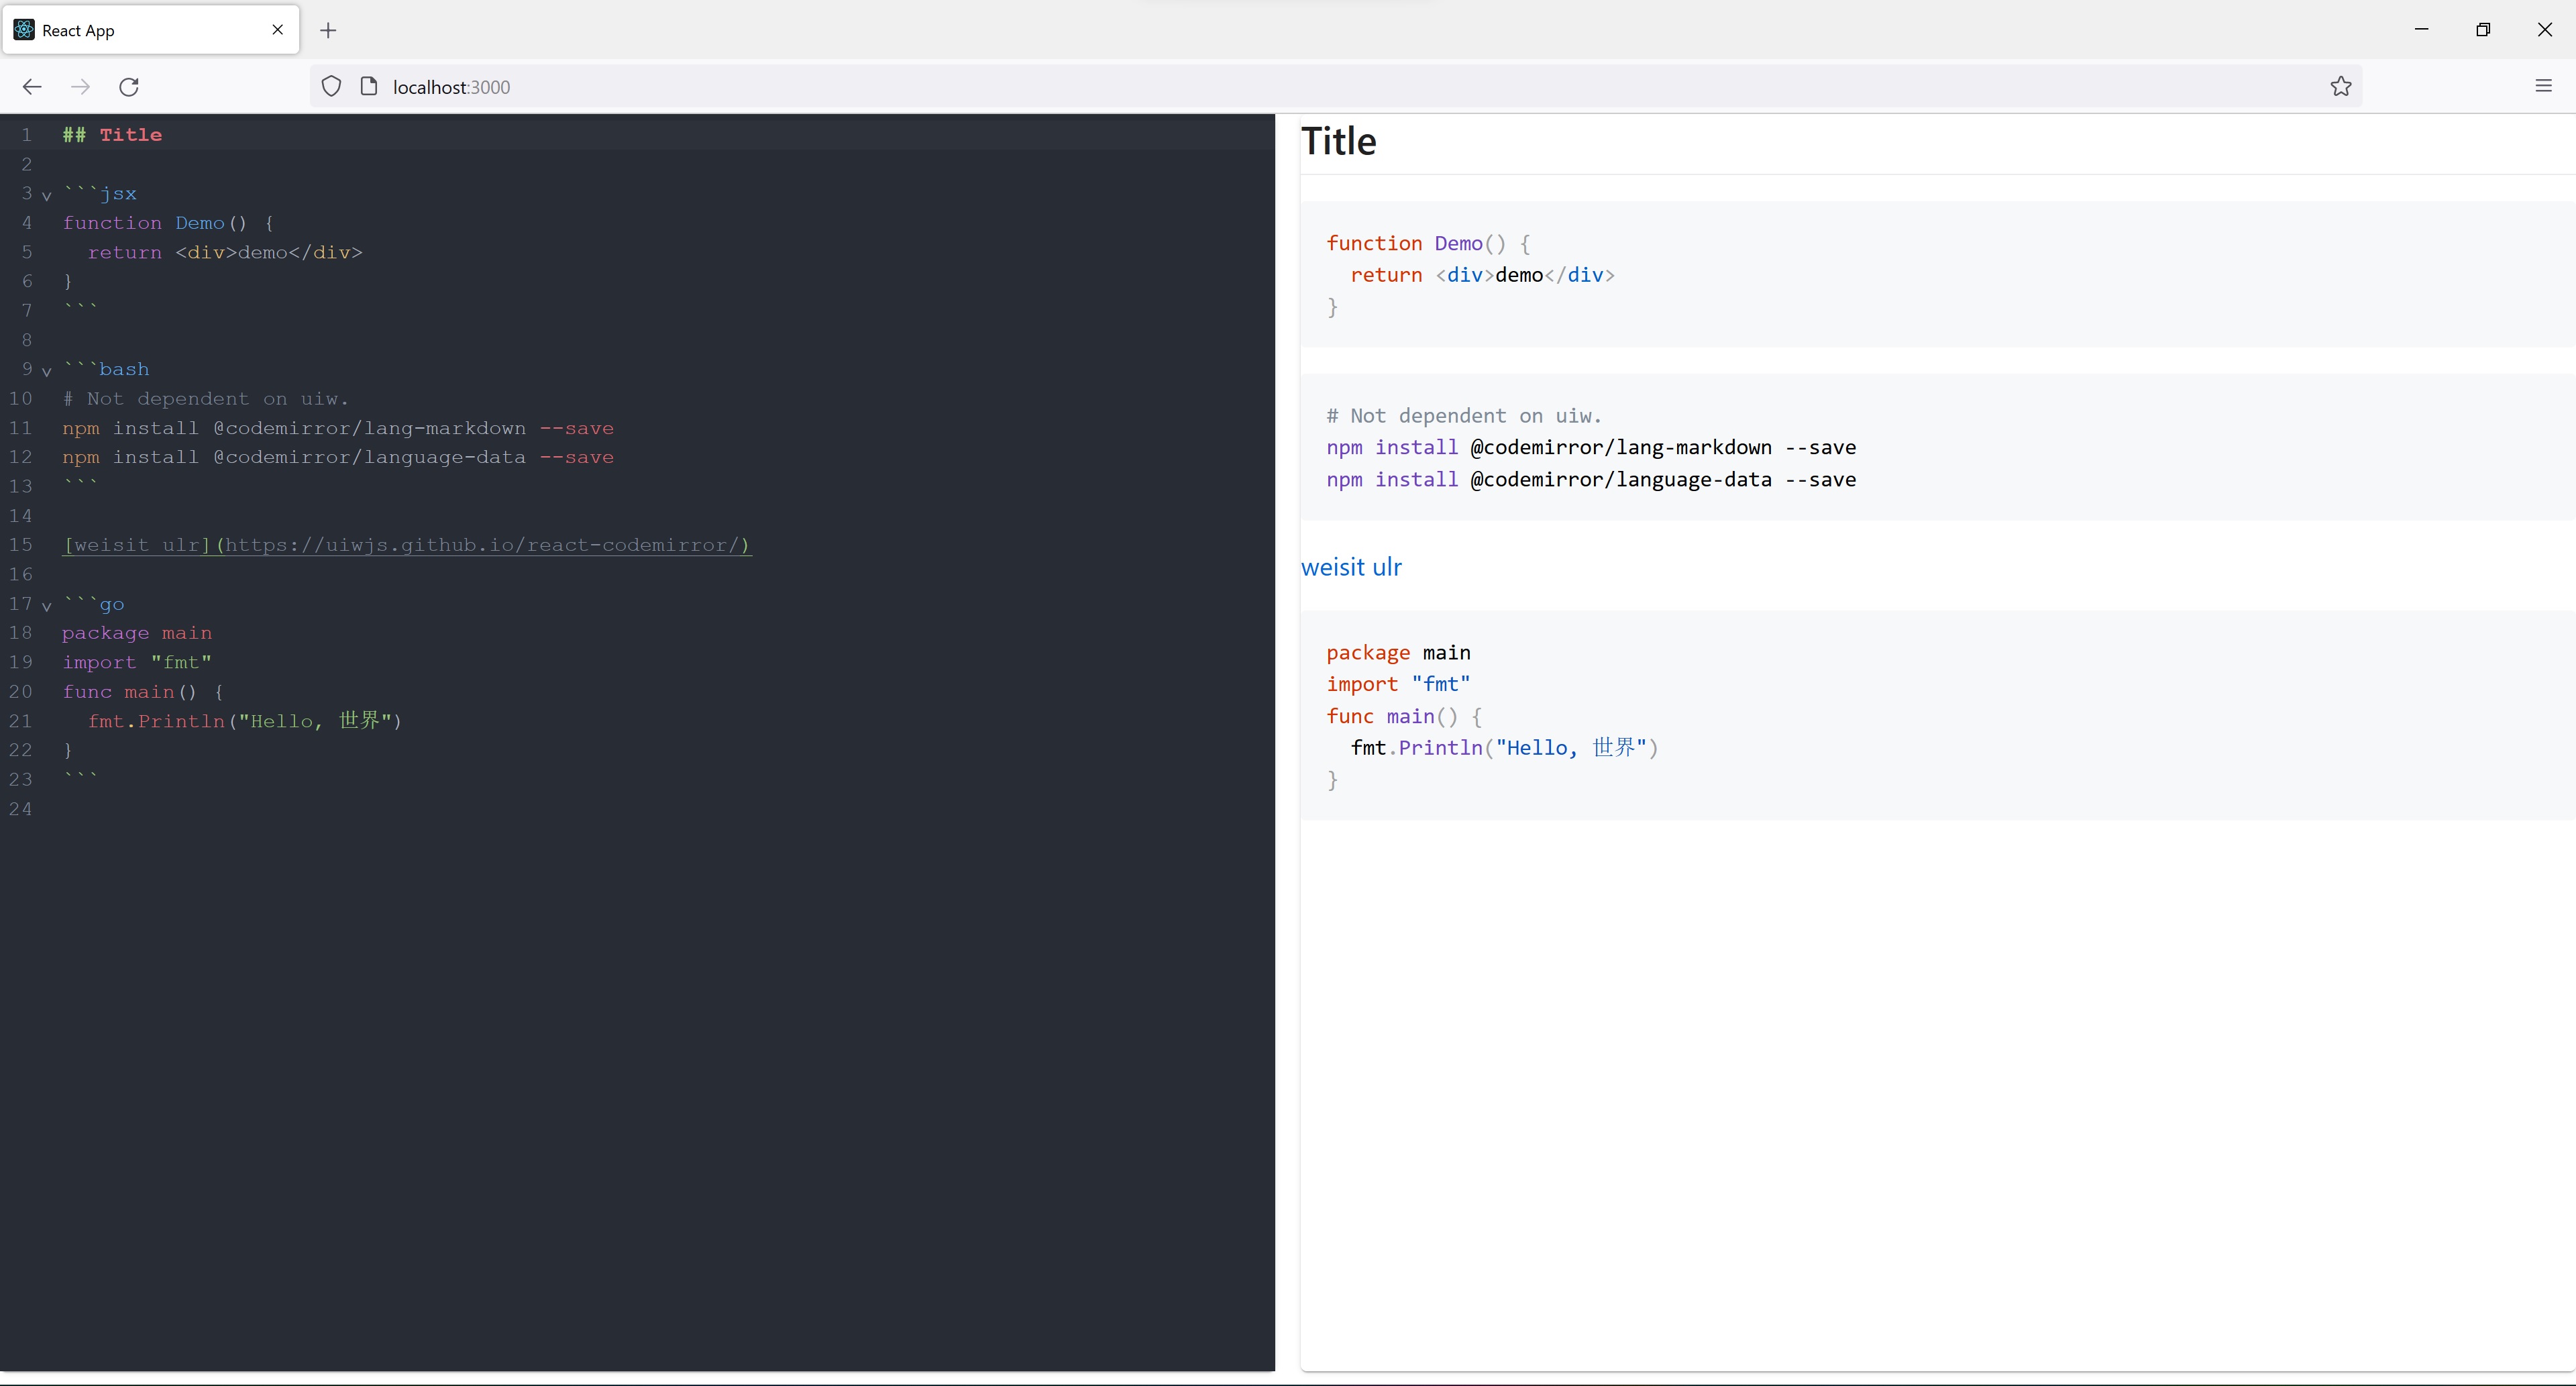 React App
localhost:3000
1 ## Title
2
3 ```jsx
4 function Demo() {
5   return <div>demo</div>
6 }
7 ```
8
9 ```bash
10 # Not dependent on uiw.
11 npm install @codemirror/lang-markdown --save
12 npm install @codemirror/language-data --save
13 ```
14
15 [weisit ulr](https://uiwjs.github.io/react-codemirror/)
16
17 ```go
18 package main
19 import "fmt"
20 func main() {
21   fmt.Println("Hello, 世界")
22 }
23 ```
24
Title
function Demo() {
  return <div>demo</div>
}
# Not dependent on uiw.
npm install @codemirror/lang-markdown --save
npm install @codemirror/language-data --save
weisit ulr
package main
import "fmt"
func main() {
  fmt.Println("Hello, 世界")
}